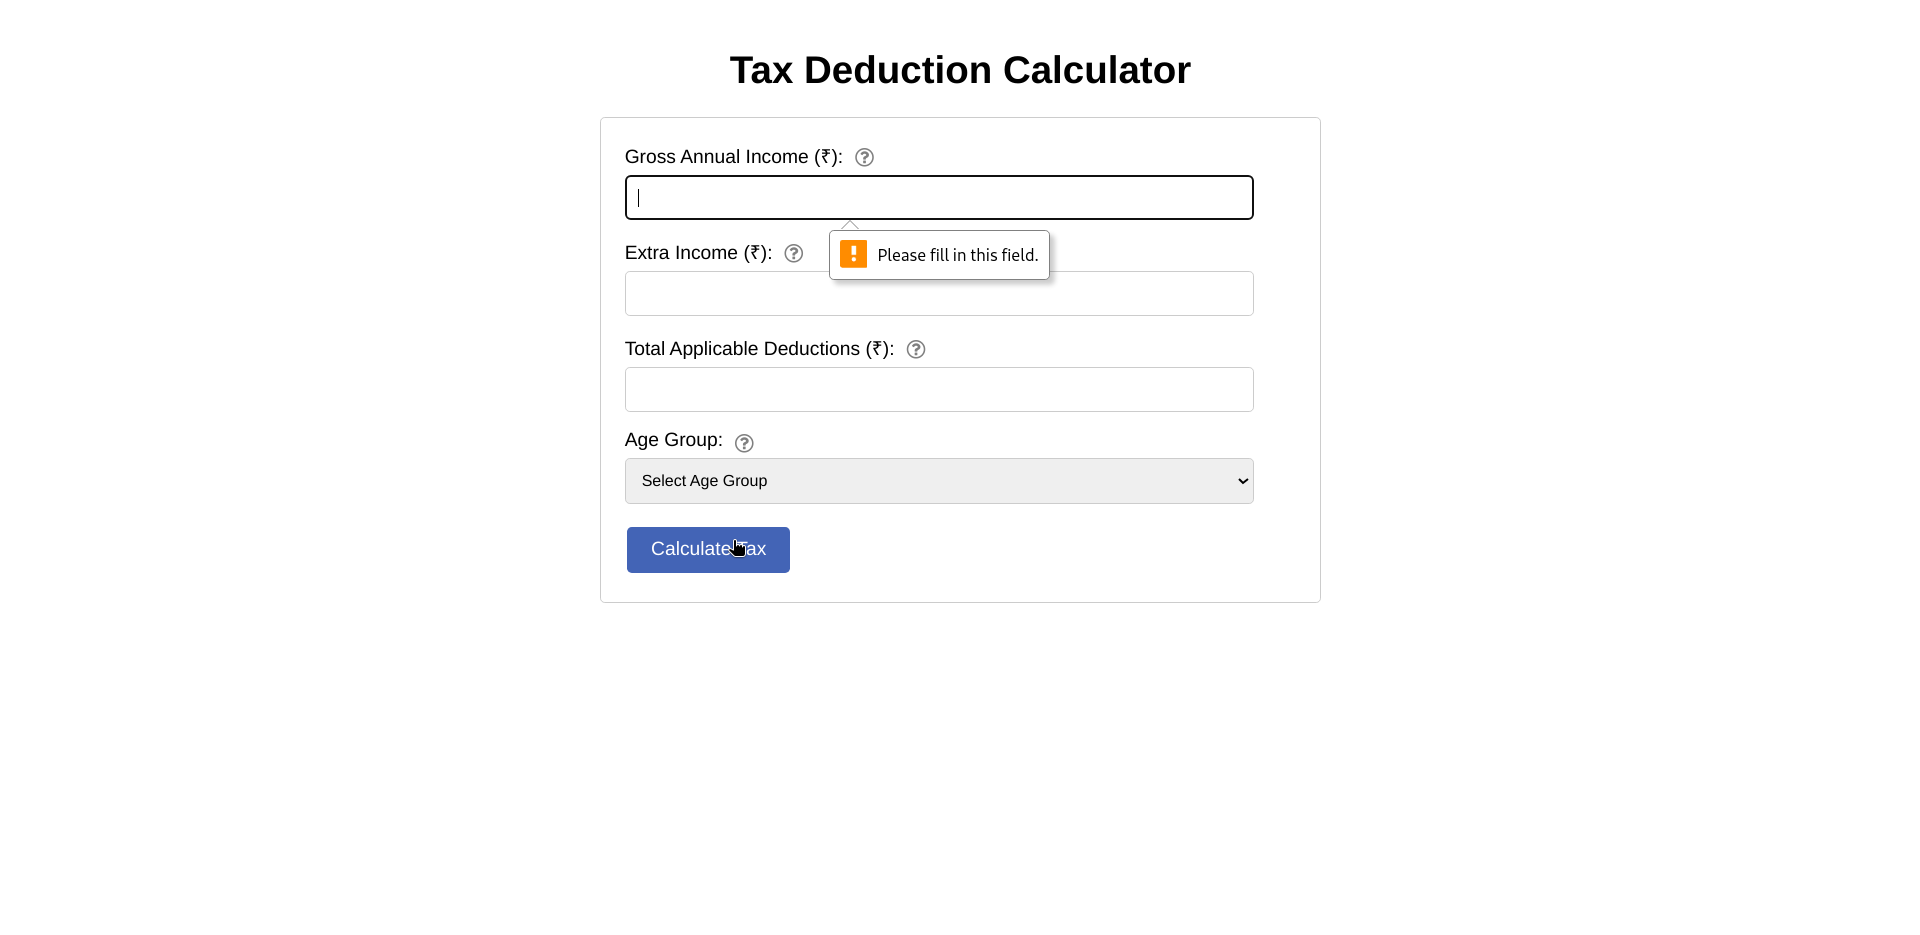 Tax Deduction Calculator
Gross Annual Income (₹): ?
Extra Income (₹): ?
! Please fill in this field.
Total Applicable Deductions (₹): ?
Age Group: ?
Select Age Group
Calculate Tax